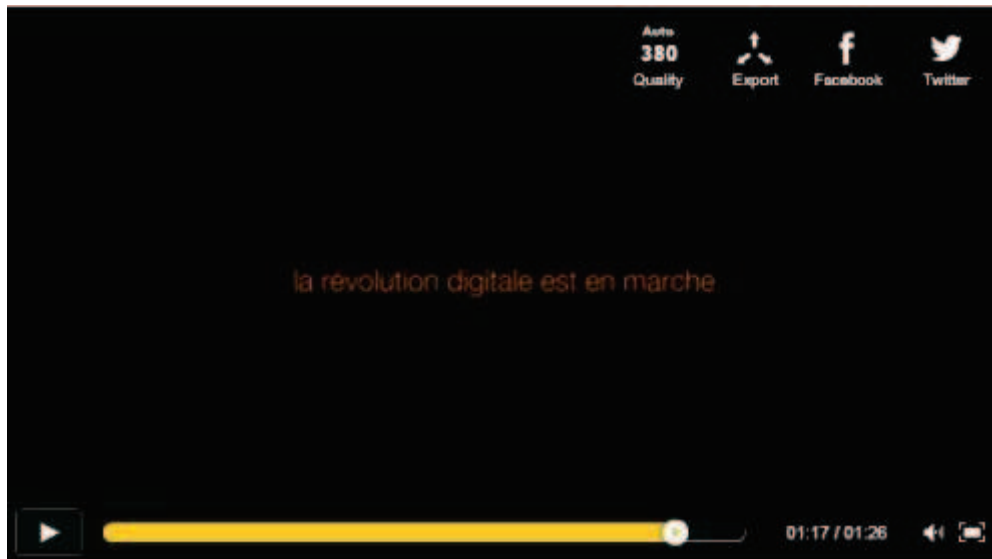 Auto
380
Quality
Export
Facebook
Twitter
la révolution digitale est en marche
01:17 / 01:26